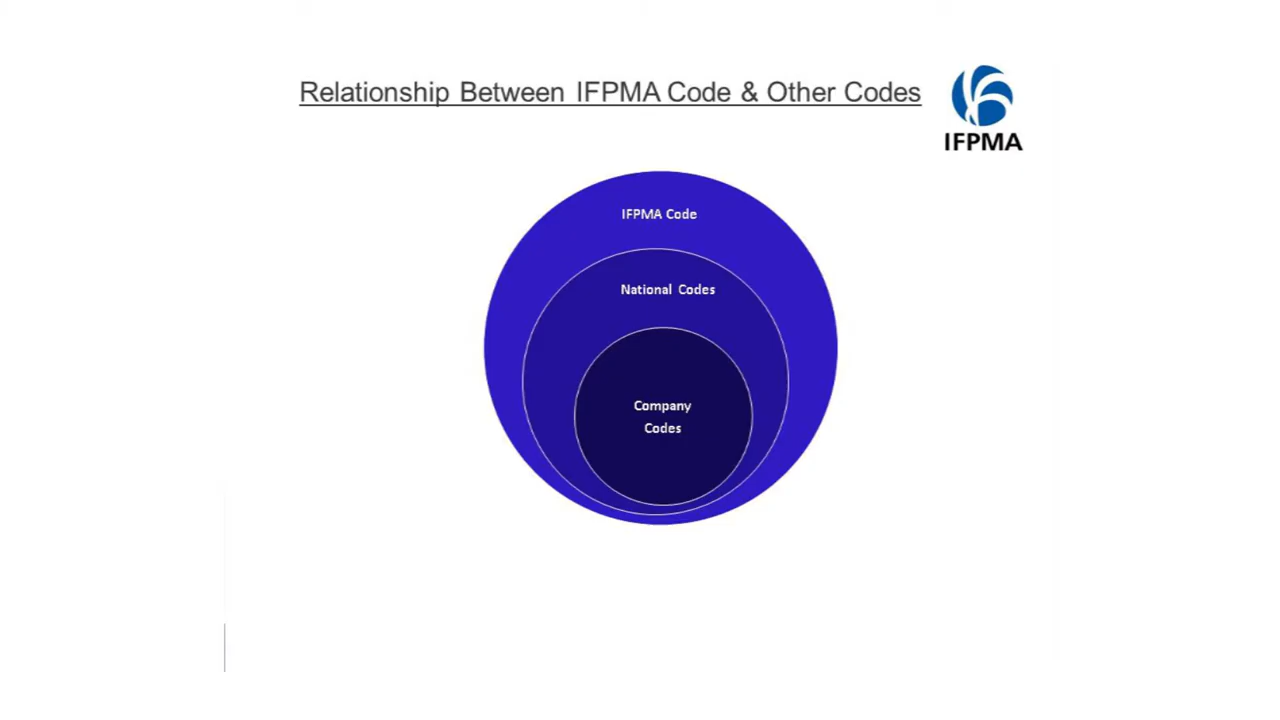 Relationship Between IFPMA Code & Other Codes
IFPMA
IFPMA Code
National Codes
Company
Codes